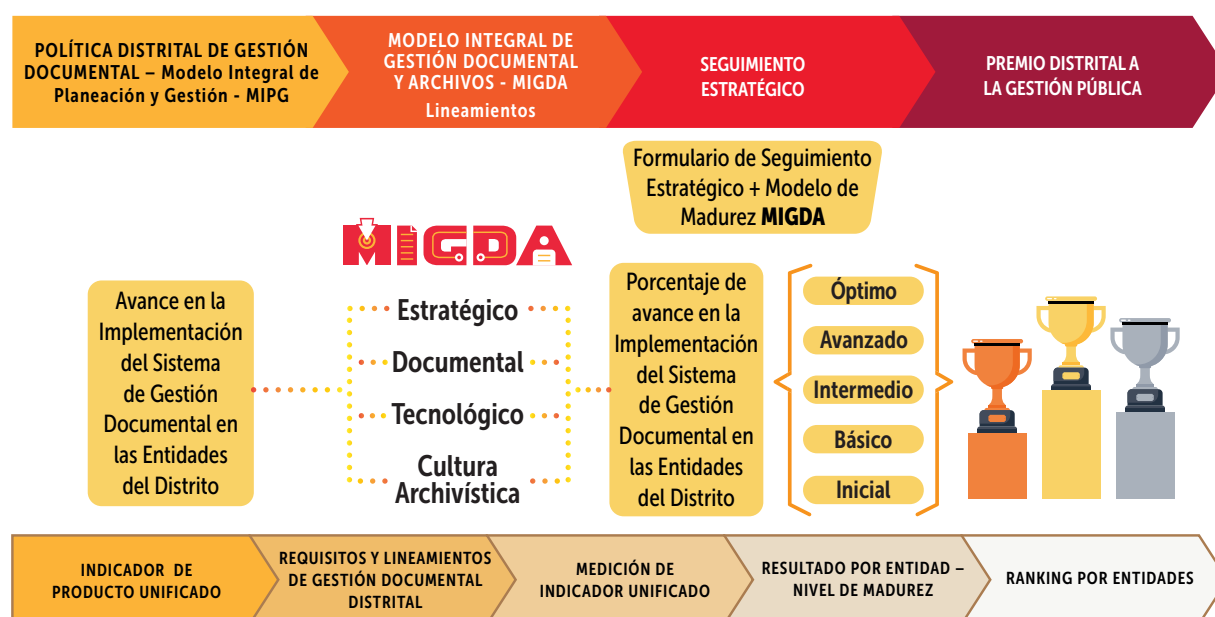 POLÍTICA DISTRITAL DE GESTIÓN
DOCUMENTAL – Modelo Integral de
Planeación y Gestión - MIPG
MODELO INTEGRAL DE
GESTIÓN DOCUMENTAL
Y ARCHIVOS - MIGDA
Lineamientos
SEGUIMIENTO
ESTRATÉGICO
PREMIO DISTRITAL A
LA GESTIÓN PÚBLICA
Formulario de Seguimiento
Estratégico + Modelo de
Madurez MIGDA
MIGDA
Avance en la
Implementación
del Sistema
de Gestión
Documental en
las Entidades
del Distrito
Estratégico
Documental
Tecnológico
Cultura
Archivística
Porcentaje de
avance en la
Implementación
del Sistema
de Gestión
Documental en
las Entidades
del Distrito
Óptimo
Avanzado
Intermedio
Básico
Inicial
INDICADOR DE
PRODUCTO UNIFICADO
REQUISITOS Y LINEAMIENTOS
DE GESTIÓN DOCUMENTAL
DISTRITAL
MEDICIÓN DE
INDICADOR UNIFICADO
RESULTADO POR ENTIDAD –
NIVEL DE MADUREZ
RANKING POR ENTIDADES